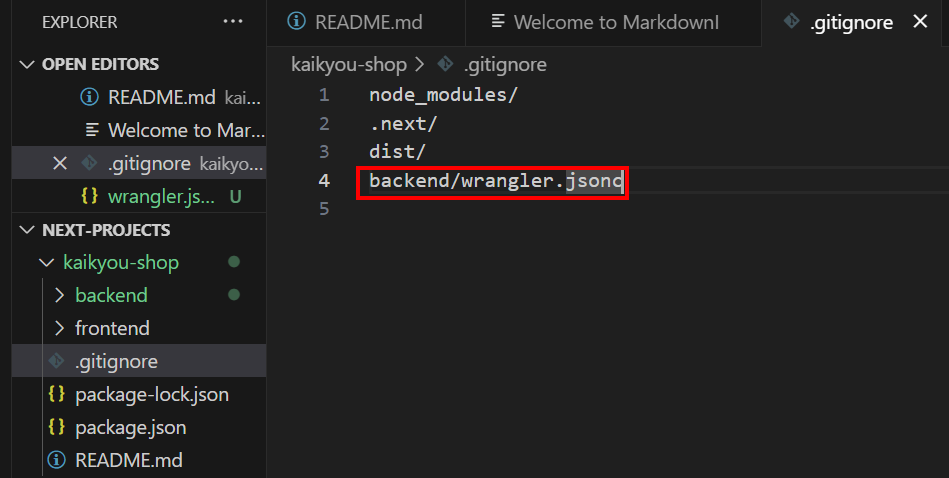 EXPLORER ...
OPEN EDITORS
README.md kai...
Welcome to Mar...
.gitignore kaikyo...
{} wrangler.js... U
NEXT-PROJECTS
kaikyou-shop
backend
frontend
.gitignore
{} package-lock.json
{} package.json
README.md
README.md
Welcome to Markdown!
.gitignore
kaikyou-shop > .gitignore
1 node_modules/
2 .next/
3 dist/
4 backend/wrangler.jsonc
5